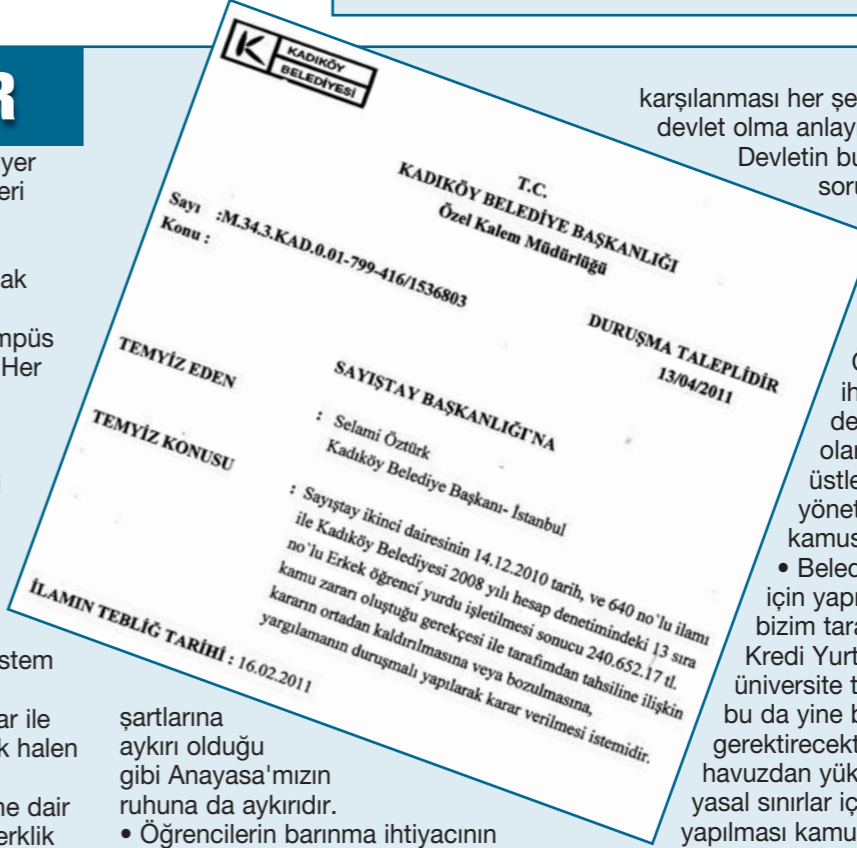 R
yer
eri
ak
mpüs
Her
i
stem
ar ile
k halen
ne dair
erklik
KADIKÖY
BELEDİYESİ
T.C.
KADIKÖY BELEDİYE BAŞKANLIĞI
Özel Kalem Müdürlüğü
Sayı :M.34.3.KAD.0.01-799-416/1536803
Konu :
DURUŞMA TALEPLİDİR
13/04/2011
SAYIŞTAY BAŞKANLIĞI'NA
TEMYİZ EDEN : Selami Öztürk
Kadıköy Belediye Başkanı- İstanbul
TEMYİZ KONUSU : Sayıştay ikinci dairesinin 14.12.2010 tarih, ve 640 no'lu ilamı
ile Kadıköy Belediyesi 2008 yılı hesap denetimindeki 13 sıra
no'lu Erkek öğrenci yurdu işletilmesi sonucu 240.652.17 tl.
kamu zararı oluştuğu gerekçesi ile tarafımdan tahsiline ilişkin
kararın ortadan kaldırılmasına veya bozulmasına,
yargılamanın duruşmalı yapılarak karar verilmesi istemidir.
İLAMIN TEBLİĞ TARİHİ : 16.02.2011
şartlarına
aykırı olduğu
gibi Anayasa'mızın
ruhuna da aykırıdır.
• Öğrencilerin barınma ihtiyacının
karşılanması her şe
devlet olma anlay
Devletin bu
soru
ih
de
olar
üstle
yönet
kamus
• Beled
için yapı
bizim tara
Kredi Yurt
üniversite t
bu da yine b
gerektirecekt
havuzdan yük
yasal sınırlar iç
yapılması kamu